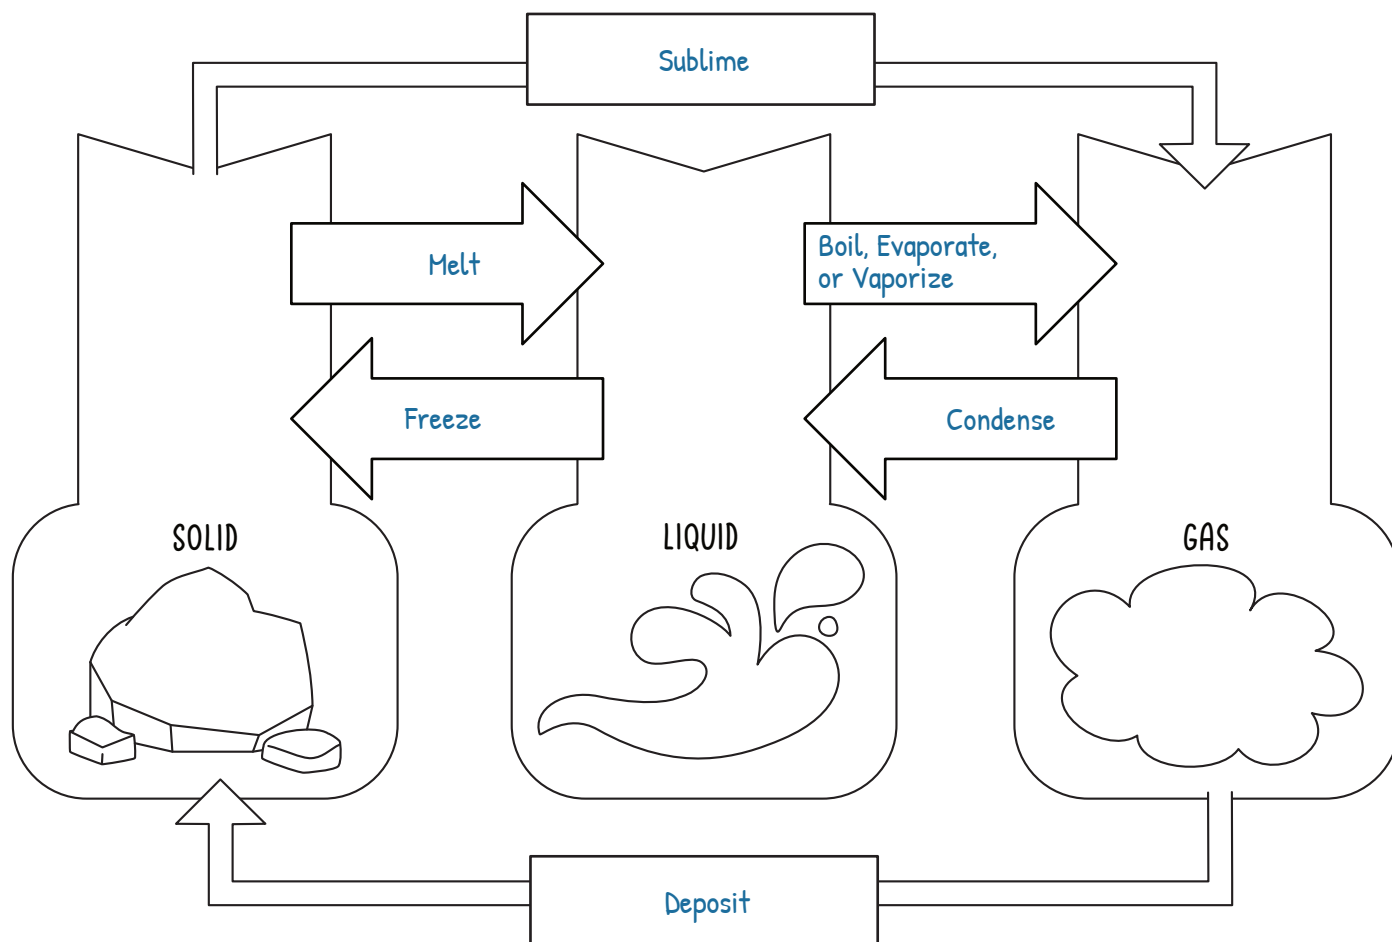 Sublime
Melt
Boil, Evaporate,
or Vaporize
Freeze
Condense
SOLID
LIQUID
GAS
Deposit